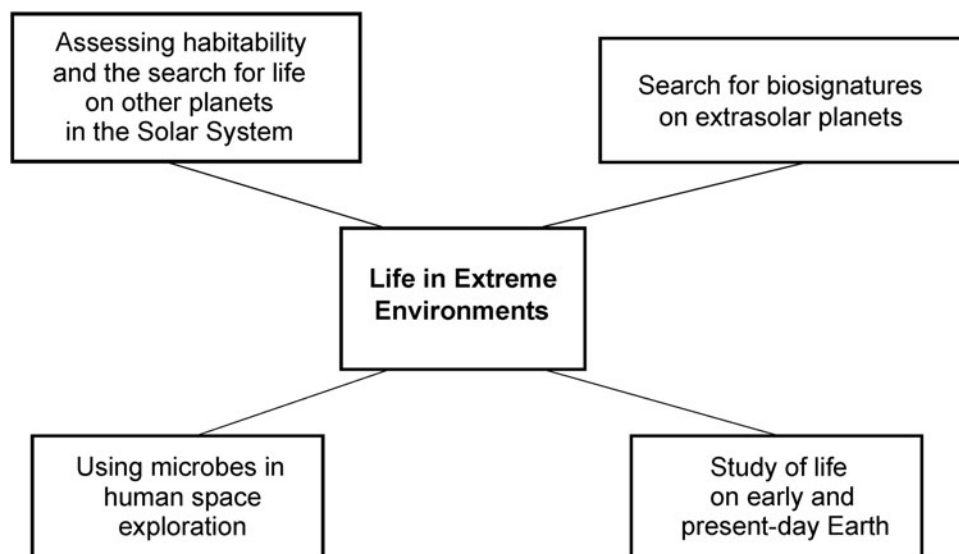 Assessing habitability
and the search for life
on other planets
in the Solar System
Search for biosignatures
on extrasolar planets
Life in Extreme
Environments
Using microbes in
human space
exploration
Study of life
on early and
present-day Earth